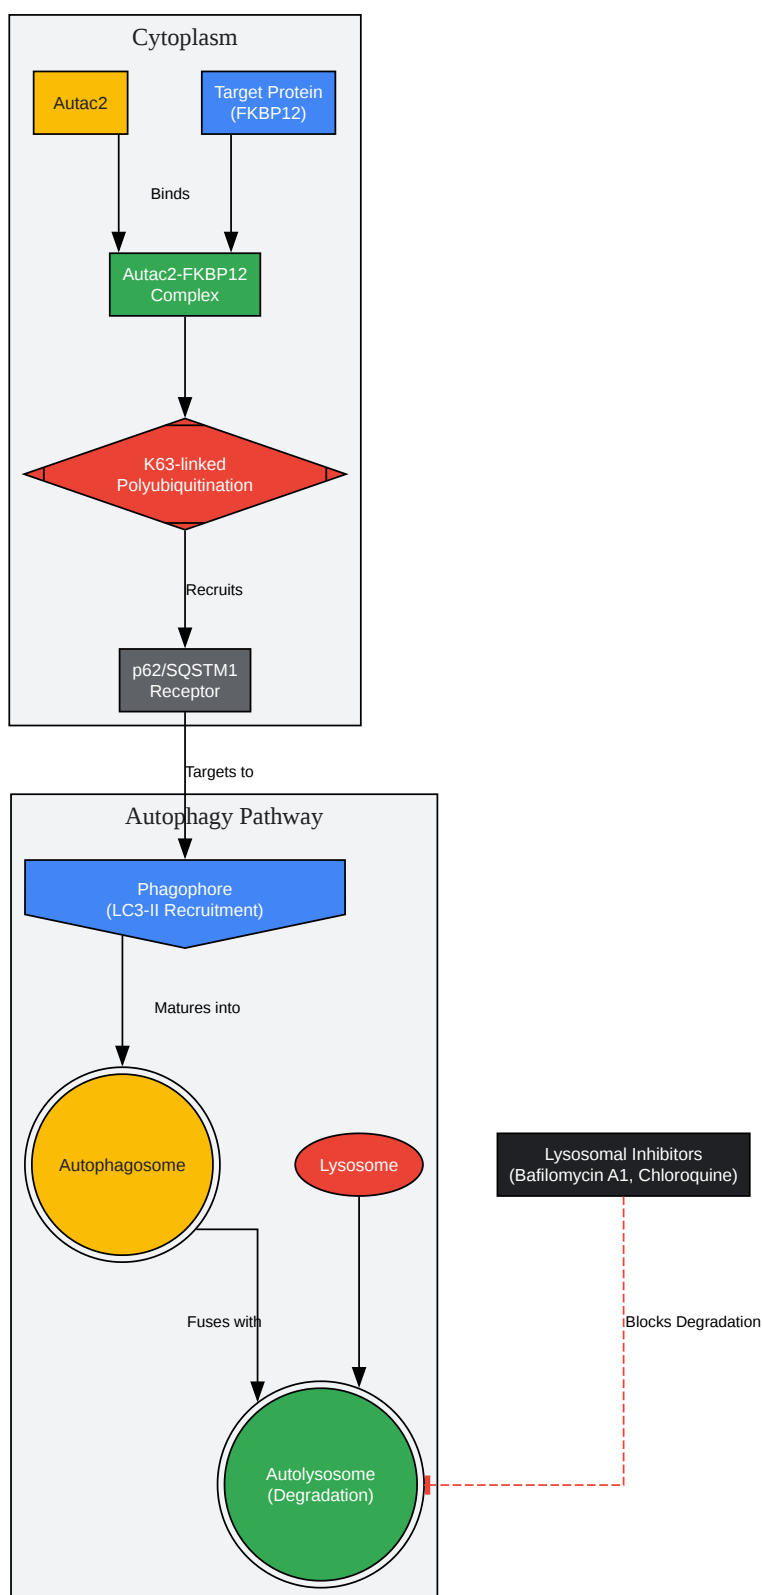 Cytoplasm
Autac2
Target Protein
(FKBP12)
Binds
Autac2-FKBP12
Complex
K63-linked
Polyubiquitination
Recruits
p62/SQSTM1
Receptor
Targets to
Autophagy Pathway
Phagophore
(LC3-II Recruitment)
Matures into
Autophagosome
Lysosome
Lysosomal Inhibitors
(Bafilomycin A1, Chloroquine)
Fuses with
Blocks Degradation
Autolysosome
(Degradation)